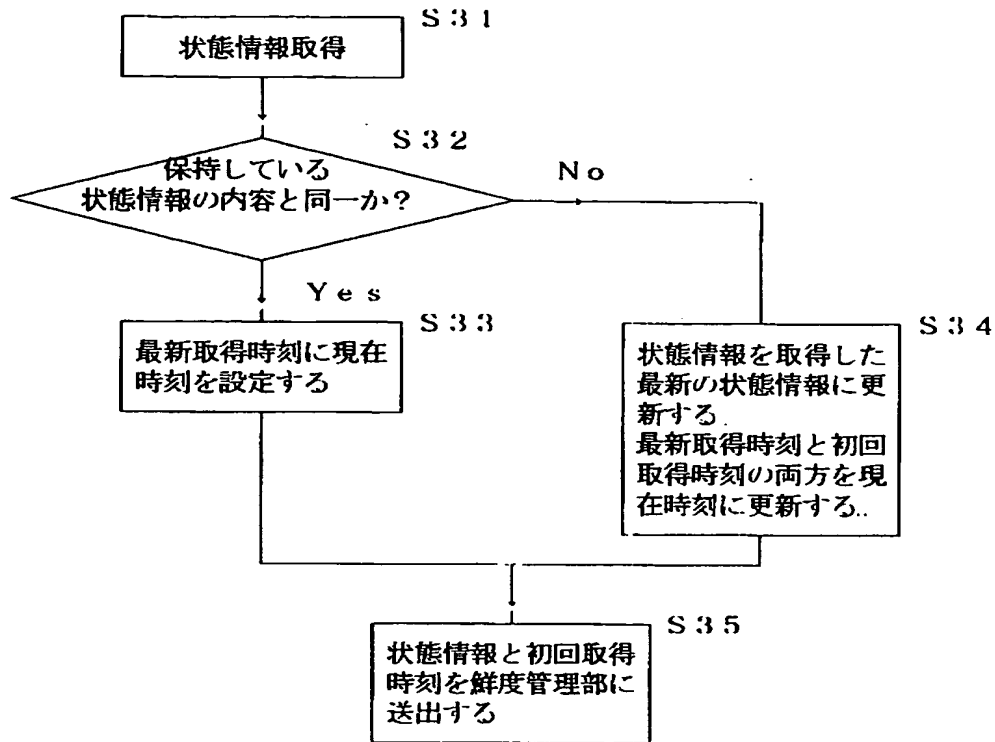 S31
状態情報取得
S32
保持している
状態情報の内容と同一か?
No
Yes
S33
最新取得時刻に現在
時刻を設定する
S34
状態情報を取得した
最新の状態情報に更
新する.
最新取得時刻と初回
取得時刻の両方を現
在時刻に更新する..
S35
状態情報と初回取得
時刻を鮮度管理部に
送出する